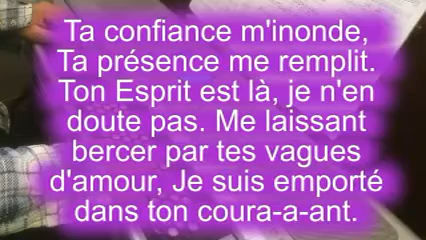 Ta confiance m'inonde,
Ta présence me remplit.
Ton Esprit est là, je n'en
doute pas. Me laissant
bercer par tes vagues
d'amour, Je suis emporté
dans ton coura-a-ant.